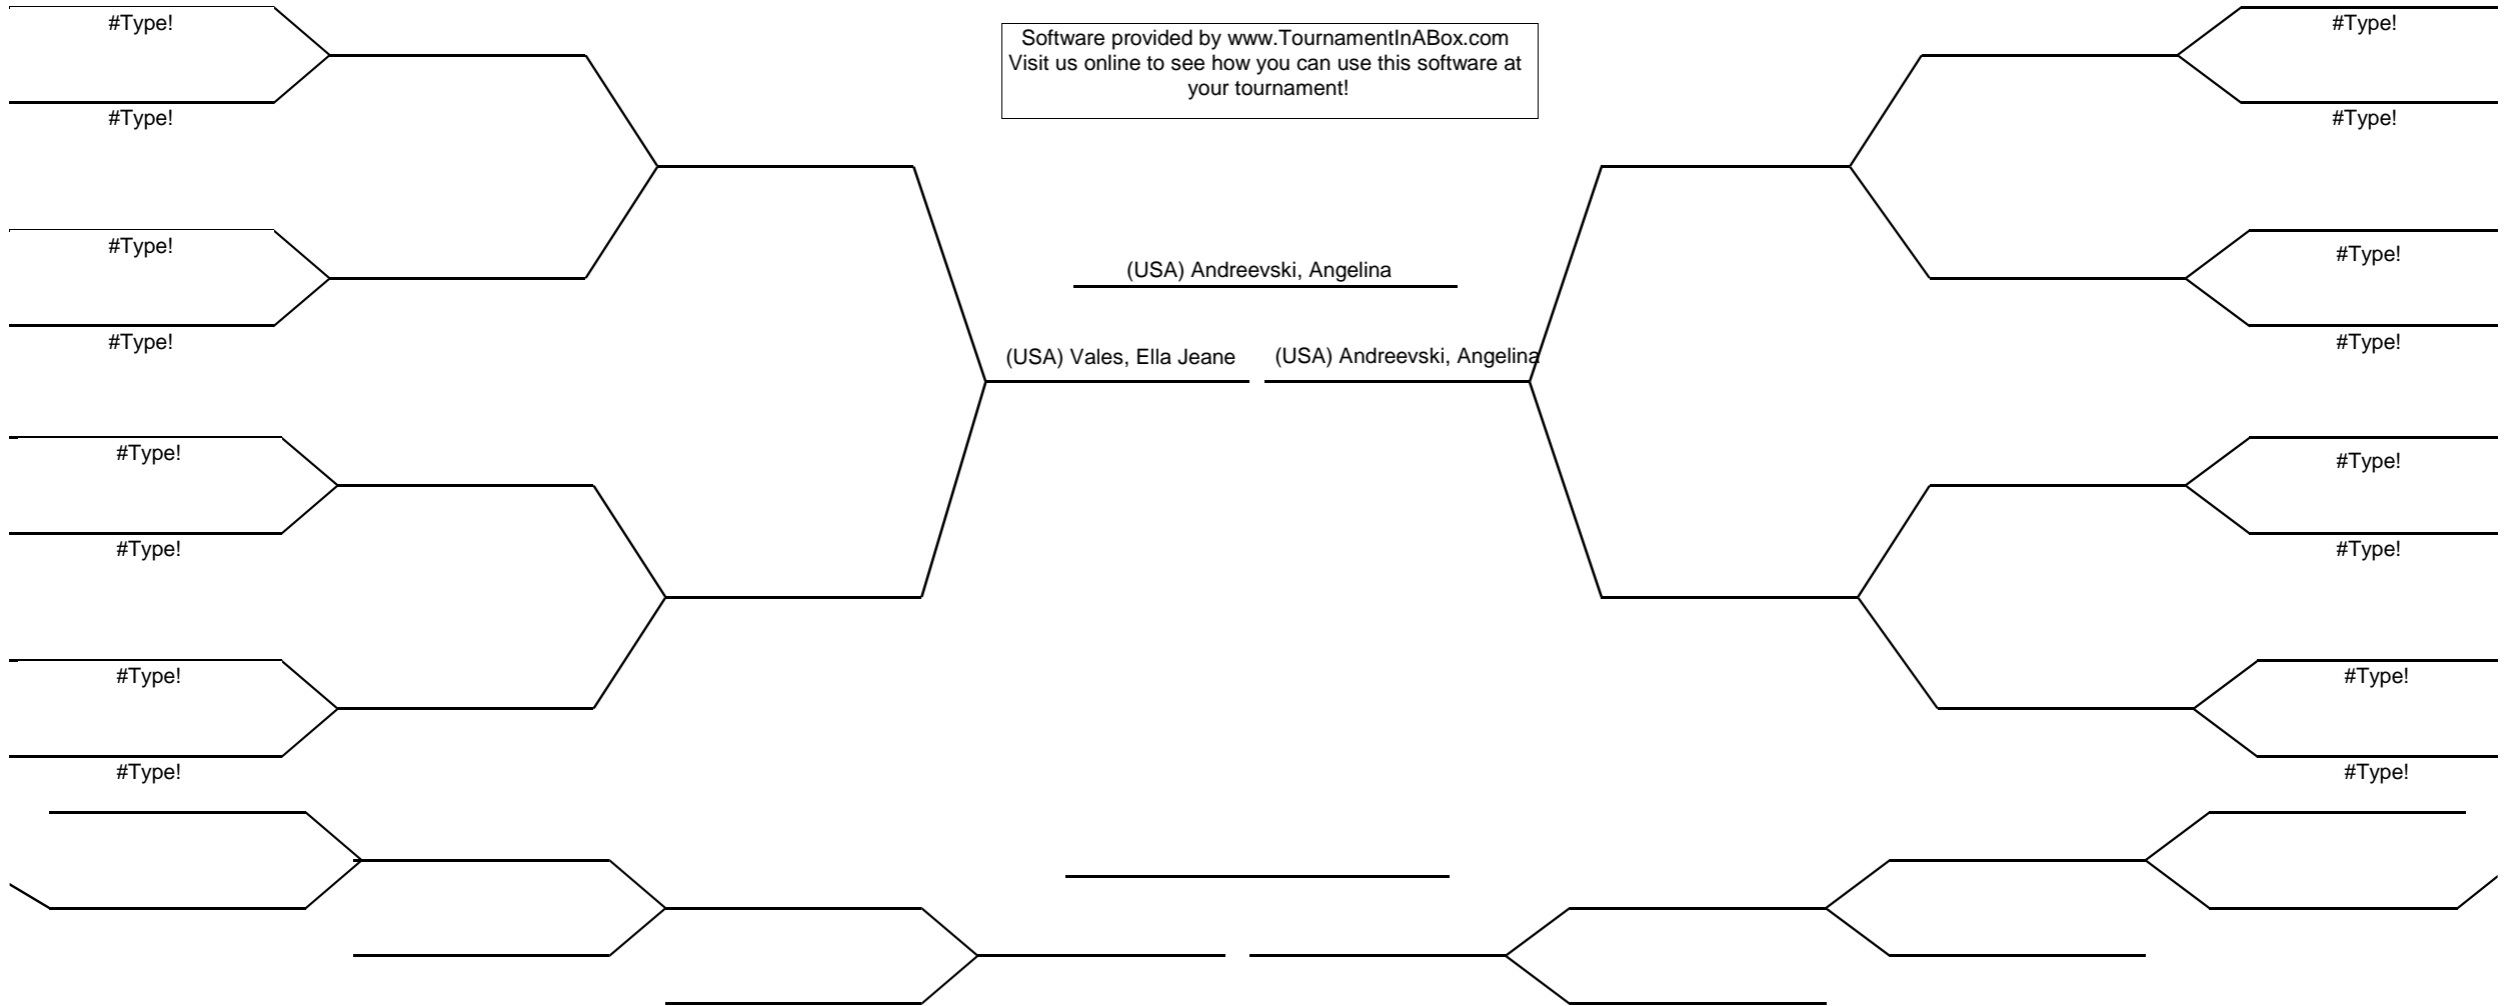 #Type!
#Type!
Software provided by www.TournamentInABox.com
Visit us online to see how you can use this software at
your tournament!
#Type!
#Type!
#Type!
#Type!
(USA) Andreevski, Angelina
#Type!
#Type!
(USA) Vales, Ella Jeane
(USA) Andreevski, Angelina
#Type!
#Type!
#Type!
#Type!
#Type!
#Type!
#Type!
#Type!